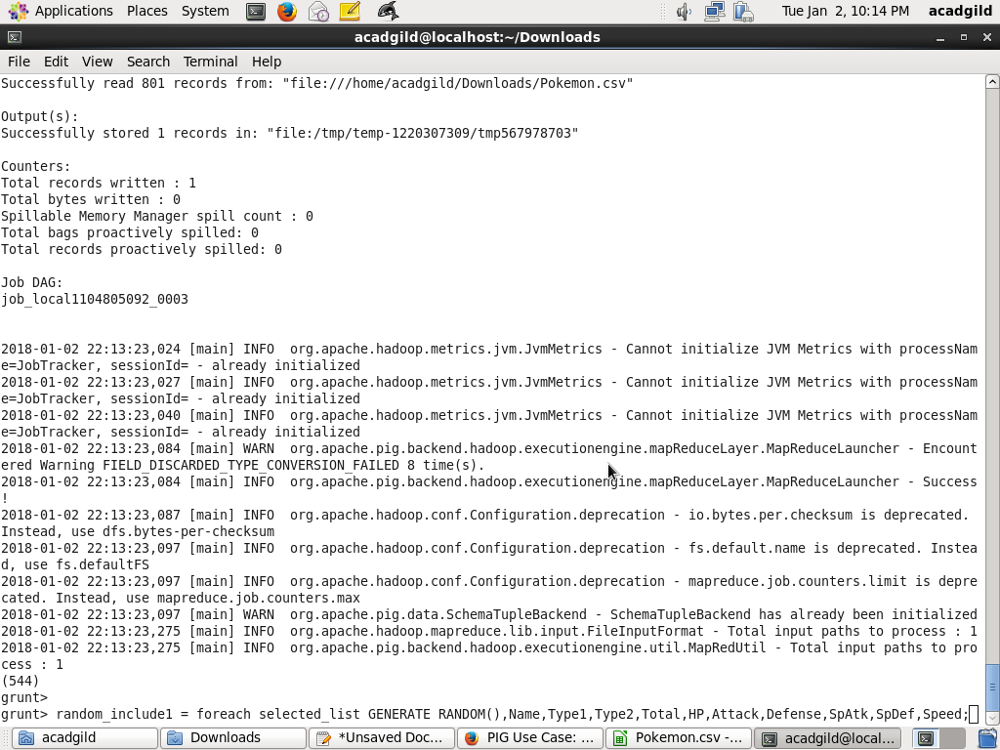 Applications Places System Tue Jan 2, 10:14 PM acadgild
acadgild@localhost:~/Downloads
File Edit View Search Terminal Help
Successfully read 801 records from: "file:///home/acadgild/Downloads/Pokemon.csv"
Output(s):
Successfully stored 1 records in: "file:/tmp/temp-1220307309/tmp567978703"
Counters:
Total records written : 1
Total bytes written : 0
Spillable Memory Manager spill count : 0
Total bags proactively spilled: 0
Total records proactively spilled: 0
Job DAG:
job_local1104805092_0003
2018-01-02 22:13:23,024 [main] INFO  org.apache.hadoop.metrics.jvm.JvmMetrics - Cannot initialize JVM Metrics with processNam
e=JobTracker, sessionId= - already initialized
2018-01-02 22:13:23,027 [main] INFO  org.apache.hadoop.metrics.jvm.JvmMetrics - Cannot initialize JVM Metrics with processNam
e=JobTracker, sessionId= - already initialized
2018-01-02 22:13:23,040 [main] INFO  org.apache.hadoop.metrics.jvm.JvmMetrics - Cannot initialize JVM Metrics with processNam
e=JobTracker, sessionId= - already initialized
2018-01-02 22:13:23,084 [main] WARN  org.apache.pig.backend.hadoop.executionengine.mapReduceLayer.MapReduceLauncher - Encount
ered Warning FIELD_DISCARDED_TYPE_CONVERSION_FAILED 8 time(s).
2018-01-02 22:13:23,084 [main] INFO  org.apache.pig.backend.hadoop.executionengine.mapReduceLayer.MapReduceLauncher - Success
!
2018-01-02 22:13:23,087 [main] INFO  org.apache.hadoop.conf.Configuration.deprecation - io.bytes.per.checksum is deprecated.
Instead, use dfs.bytes-per-checksum
2018-01-02 22:13:23,097 [main] INFO  org.apache.hadoop.conf.Configuration.deprecation - fs.default.name is deprecated. Instea
d, use fs.defaultFS
2018-01-02 22:13:23,097 [main] INFO  org.apache.hadoop.conf.Configuration.deprecation - mapreduce.job.counters.limit is depre
cated. Instead, use mapreduce.job.counters.max
2018-01-02 22:13:23,097 [main] WARN  org.apache.pig.data.SchemaTupleBackend - SchemaTupleBackend has already been initialized
2018-01-02 22:13:23,275 [main] INFO  org.apache.hadoop.mapreduce.lib.input.FileInputFormat - Total input paths to process : 1
2018-01-02 22:13:23,275 [main] INFO  org.apache.pig.backend.hadoop.executionengine.util.MapRedUtil - Total input paths to pro
cess : 1
(544)
grunt>
grunt> random_include1 = foreach selected_list GENERATE RANDOM(),Name,Type1,Type2,Total,HP,Attack,Defense,SpAtk,SpDef,Speed;
acadgild Downloads *Unsaved Doc... PIG Use Case: ... Pokemon.csv -... acadgild@local...